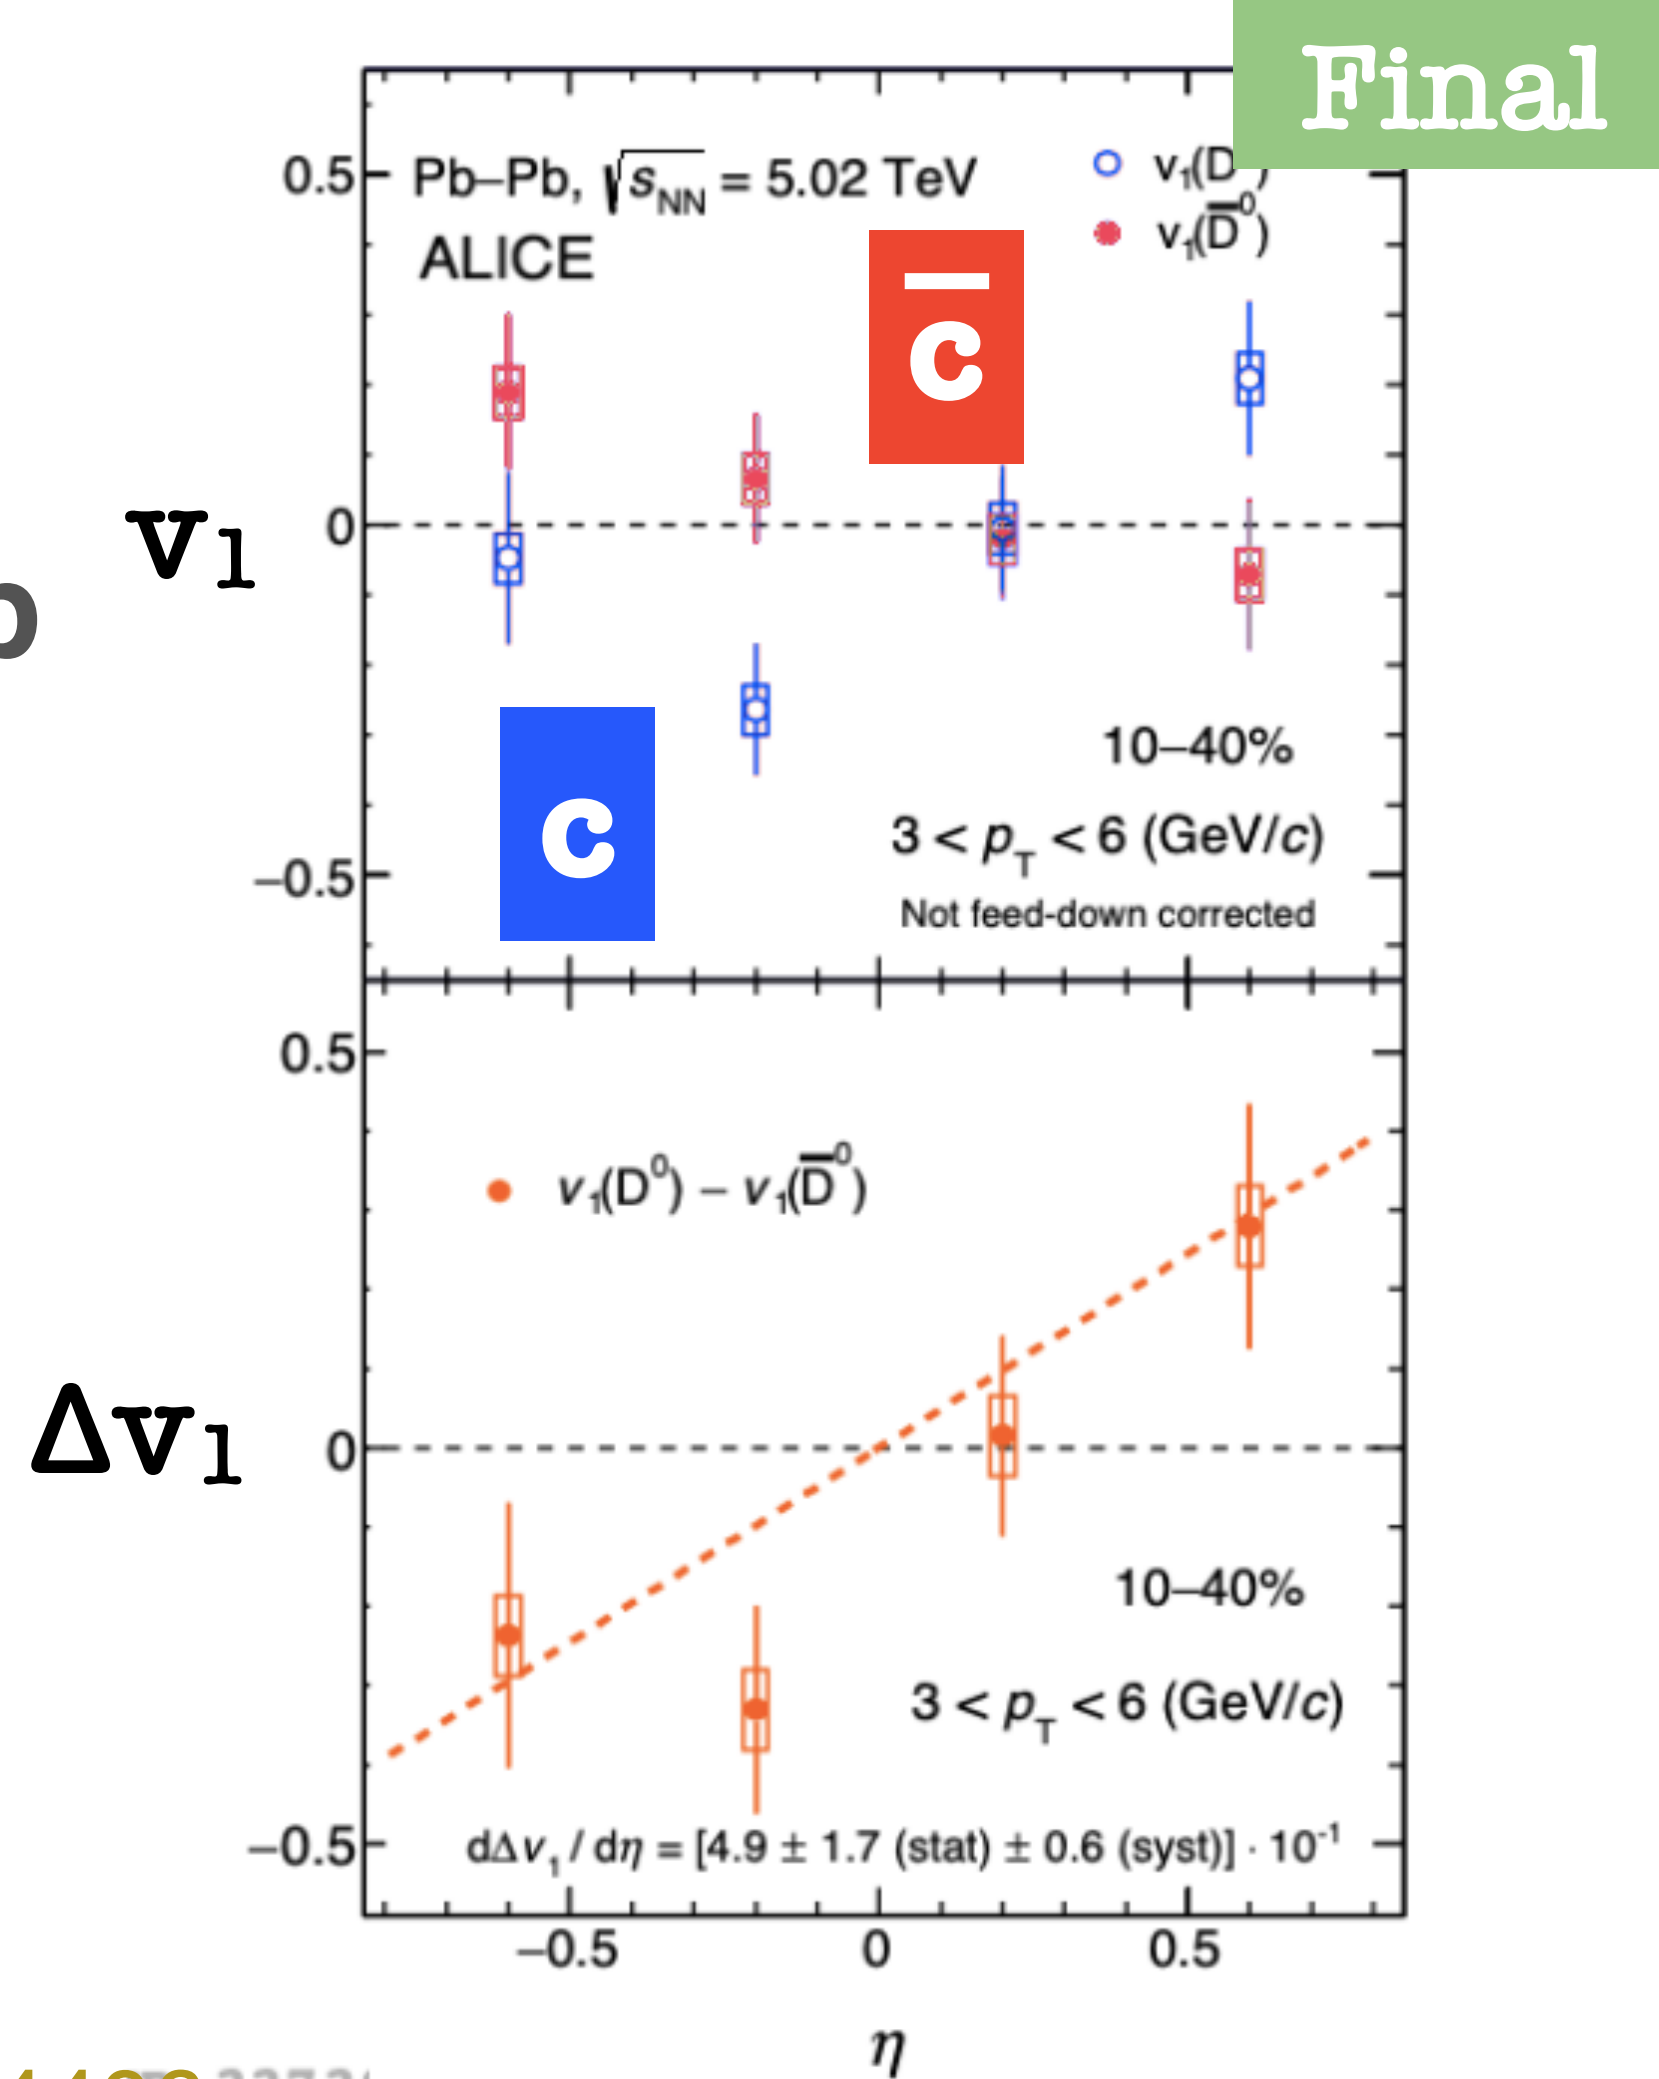 Final
0.5
Pb–Pb, √sNN = 5.02 TeV
v1(D
ALICE
v1(D̅0)
c̅
v1
0
10–40%
c
3 < pT < 6 (GeV/c)
–0.5
Not feed-down corrected
0.5
v1(D0) – v1(D̅0)
Δv1
0
10–40%
3 < pT < 6 (GeV/c)
–0.5
dΔv1 / dη = [4.9 ± 1.7 (stat) ± 0.6 (syst)] · 10-1
–0.5 0 0.5
η